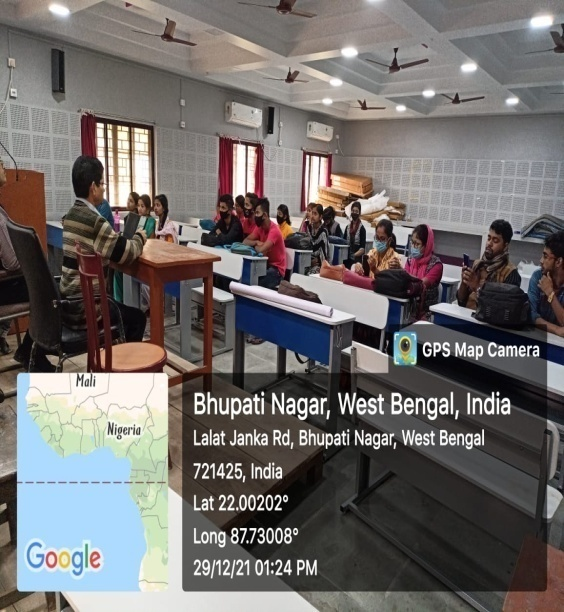 GPS Map Camera
Mali
Nigeria
Google
Bhupati Nagar, West Bengal, India
Lalat Janka Rd, Bhupati Nagar, West Bengal
721425, India
Lat 22.00202°
Long 87.73008°
29/12/21 01:24 PM